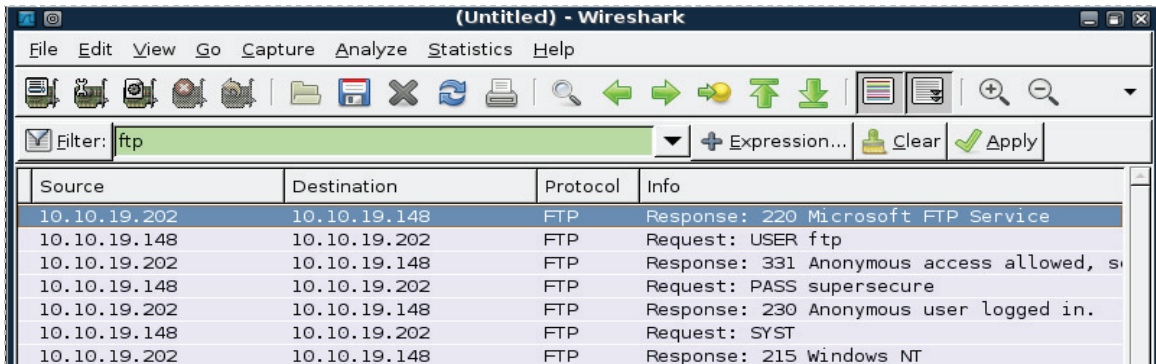 (Untitled) - Wireshark
File Edit View Go Capture Analyze Statistics Help
Filter: ftp Expression... Clear Apply
Source Destination Protocol Info
10.10.19.202 10.10.19.148 FTP Response: 220 Microsoft FTP Service
10.10.19.148 10.10.19.202 FTP Request: USER ftp
10.10.19.202 10.10.19.148 FTP Response: 331 Anonymous access allowed,
10.10.19.148 10.10.19.202 FTP Request: PASS supersecure
10.10.19.202 10.10.19.148 FTP Response: 230 Anonymous user logged in.
10.10.19.148 10.10.19.202 FTP Request: SYST
10.10.19.202 10.10.19.148 FTP Response: 215 Windows NT